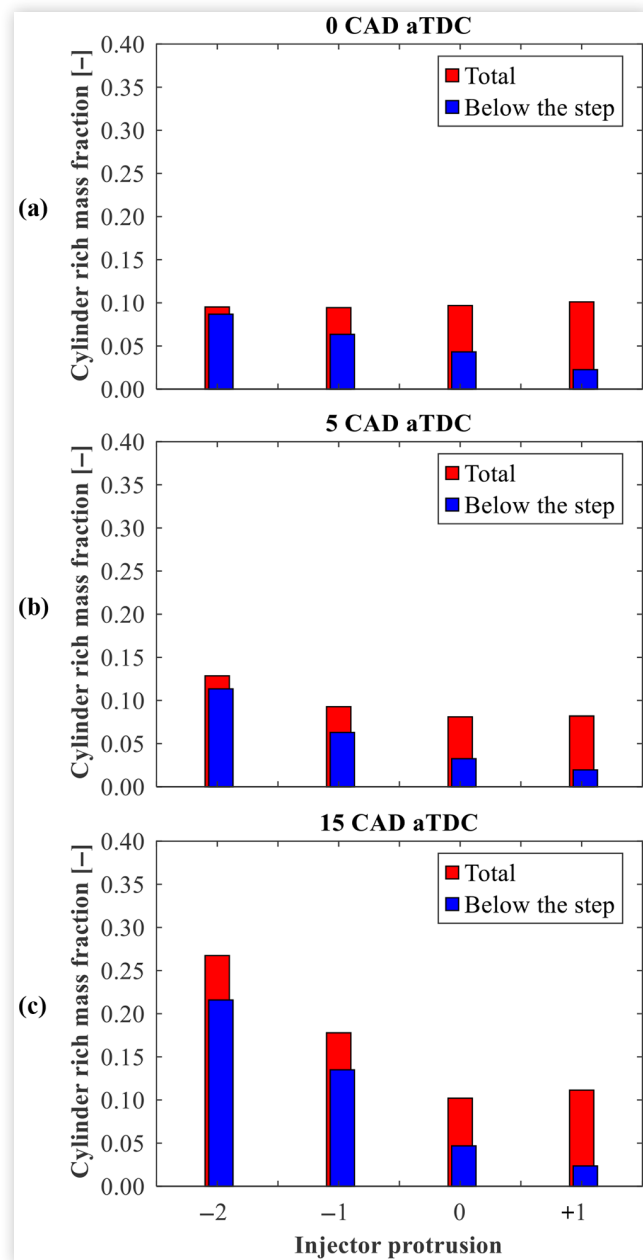 0 CAD aTDC
(a)
Cylinder rich mass fraction [−]
0.40
0.35
0.30
0.25
0.20
0.15
0.10
0.05
0.00
Total
Below the step
5 CAD aTDC
(b)
Cylinder rich mass fraction [−]
0.40
0.35
0.30
0.25
0.20
0.15
0.10
0.05
0.00
Total
Below the step
15 CAD aTDC
(c)
Cylinder rich mass fraction [−]
0.40
0.35
0.30
0.25
0.20
0.15
0.10
0.05
0.00
Total
Below the step
−2 −1 0 +1
Injector protrusion